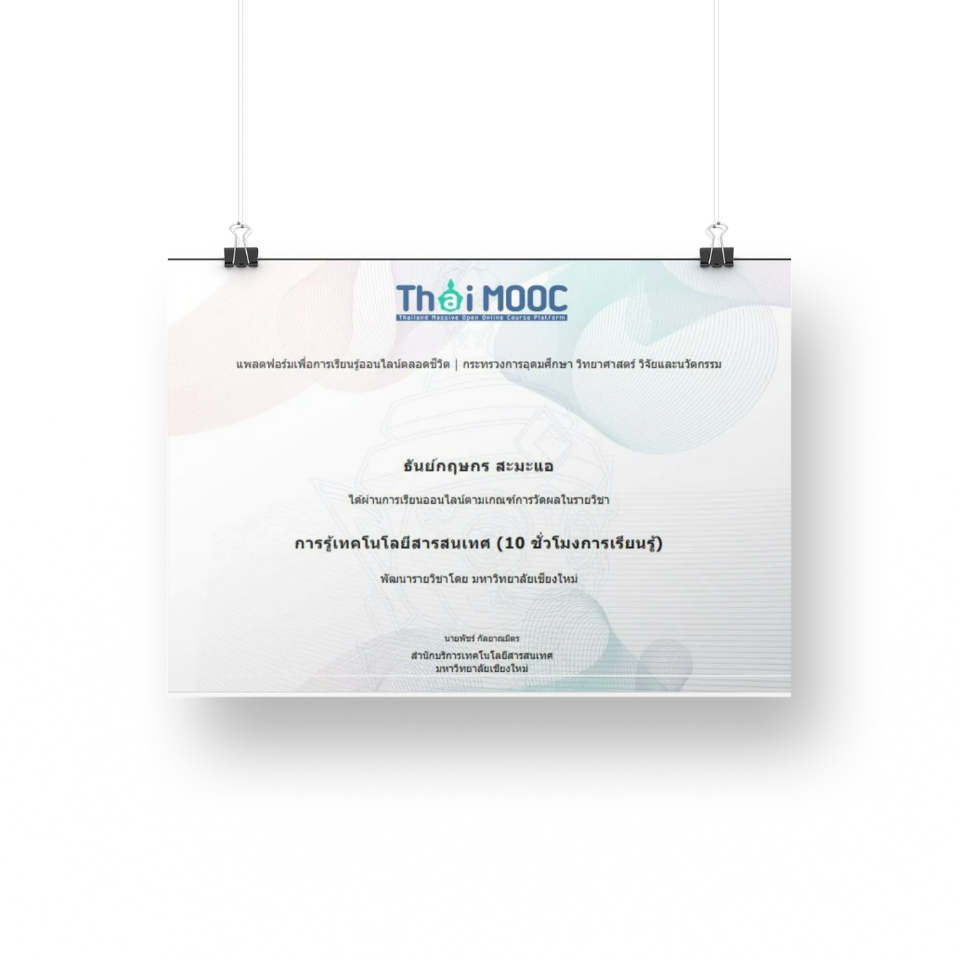 Thai MOOC
Thailand Massive Open Online Course Platform
แพลตฟอร์มเพื่อการเรียนรู้ออนไลน์ตลอดชีวิต | กระทรวงการอุดมศึกษา วิทยาศาสตร์ วิจัยและนวัตกรรม
ธันย์กฤษกร สะมะแอ
ได้ผ่านการเรียนออนไลน์ตามเกณฑ์การวัดผลในรายวิชา
การรู้เทคโนโลยีสารสนเทศ (10 ชั่วโมงการเรียนรู้)
พัฒนารายวิชาโดย มหาวิทยาลัยเชียงใหม่
นายพัชร์ กัลยาณมิตร
สำนักบริการเทคโนโลยีสารสนเทศ
มหาวิทยาลัยเชียงใหม่